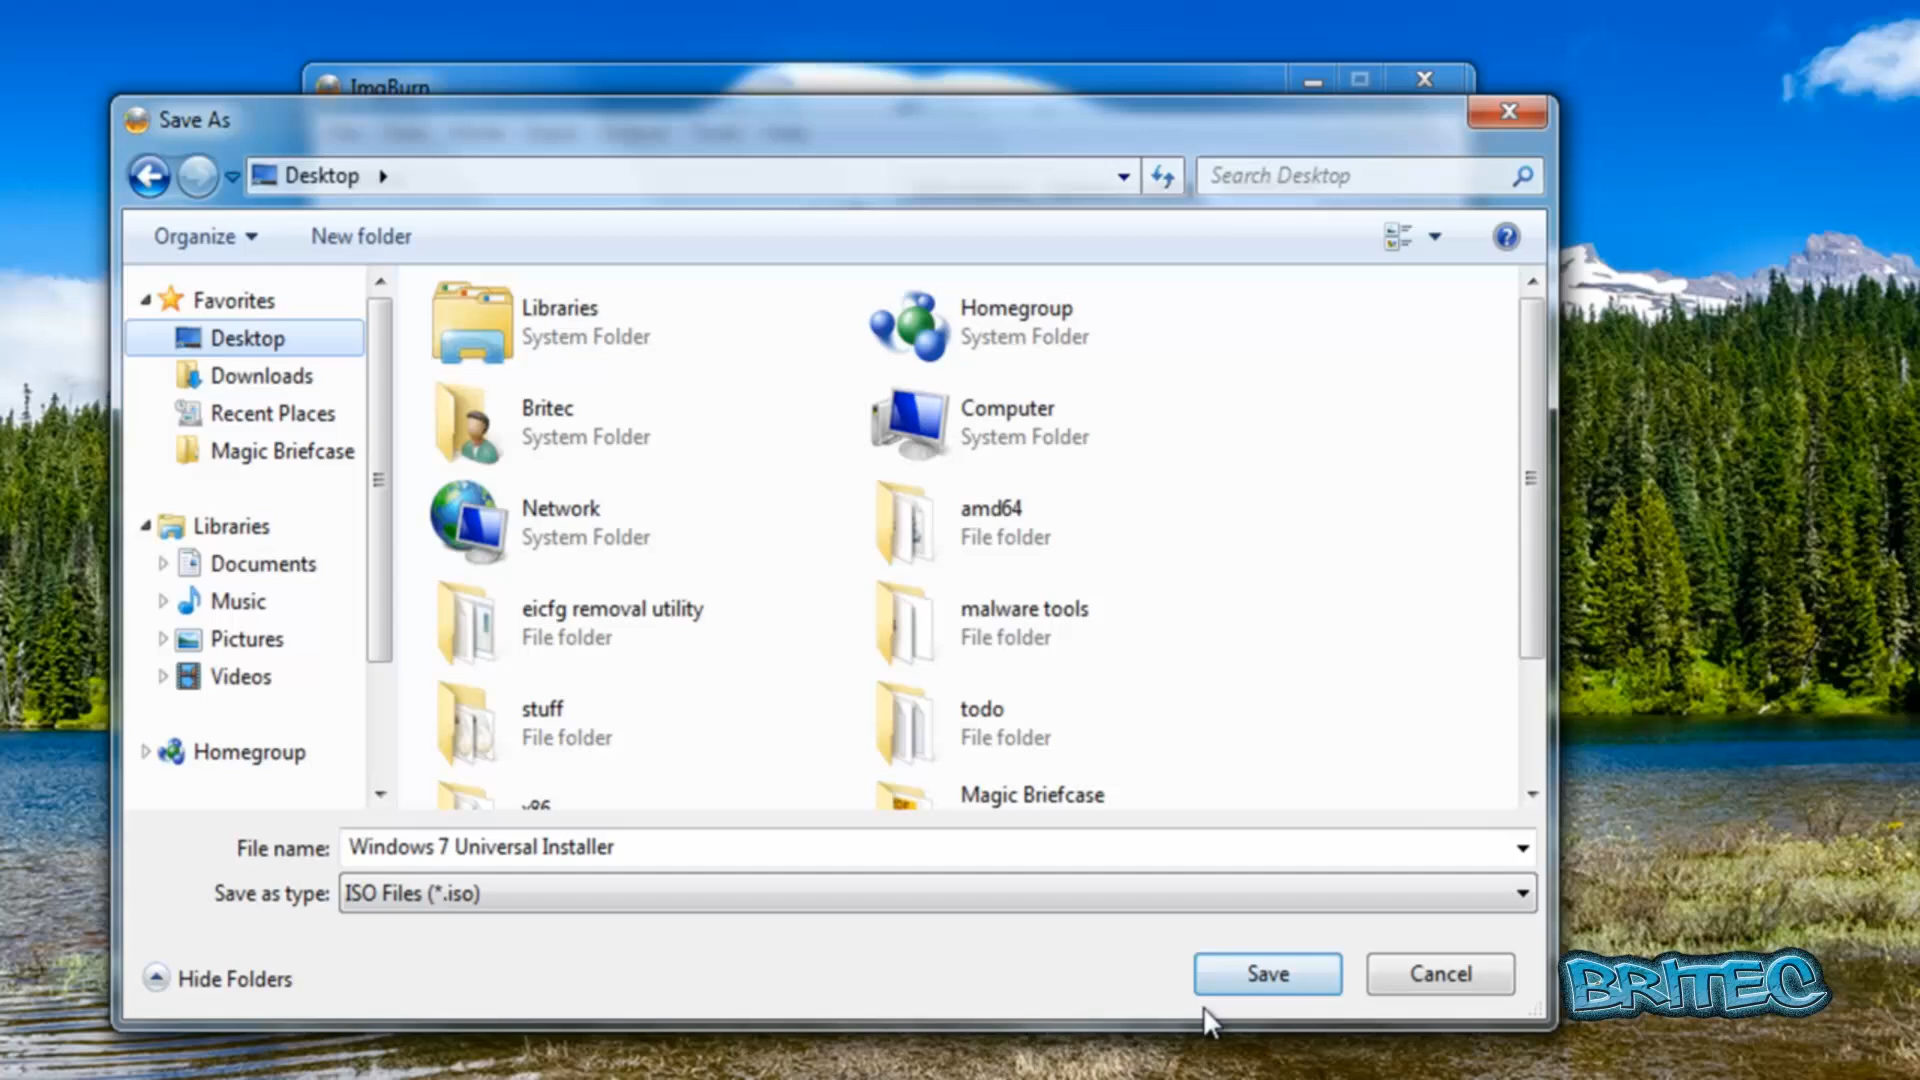 ImgBurn
Save As
Desktop
Search Desktop
Organize
New folder
Favorites
Desktop
Downloads
Recent Places
Magic Briefcase
Libraries
Documents
Music
Pictures
Videos
Homegroup
Libraries
System Folder
Homegroup
System Folder
Britec
System Folder
Computer
System Folder
Network
System Folder
amd64
File folder
eicfg removal utility
File folder
malware tools
File folder
stuff
File folder
todo
File folder
x86
Magic Briefcase
File name: Windows 7 Universal Installer
Save as type: ISO Files (*.iso)
Hide Folders
Save
Cancel
BRITEC